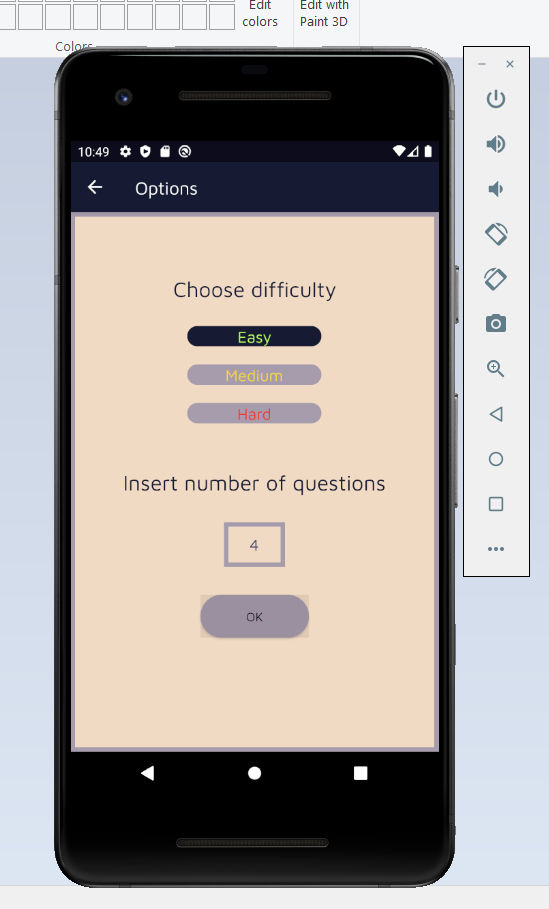 Edit
colors
Edit with
Paint 3D
Colors
10:49
Options
Choose difficulty
Easy
Medium
Hard
Insert number of questions
4
OK